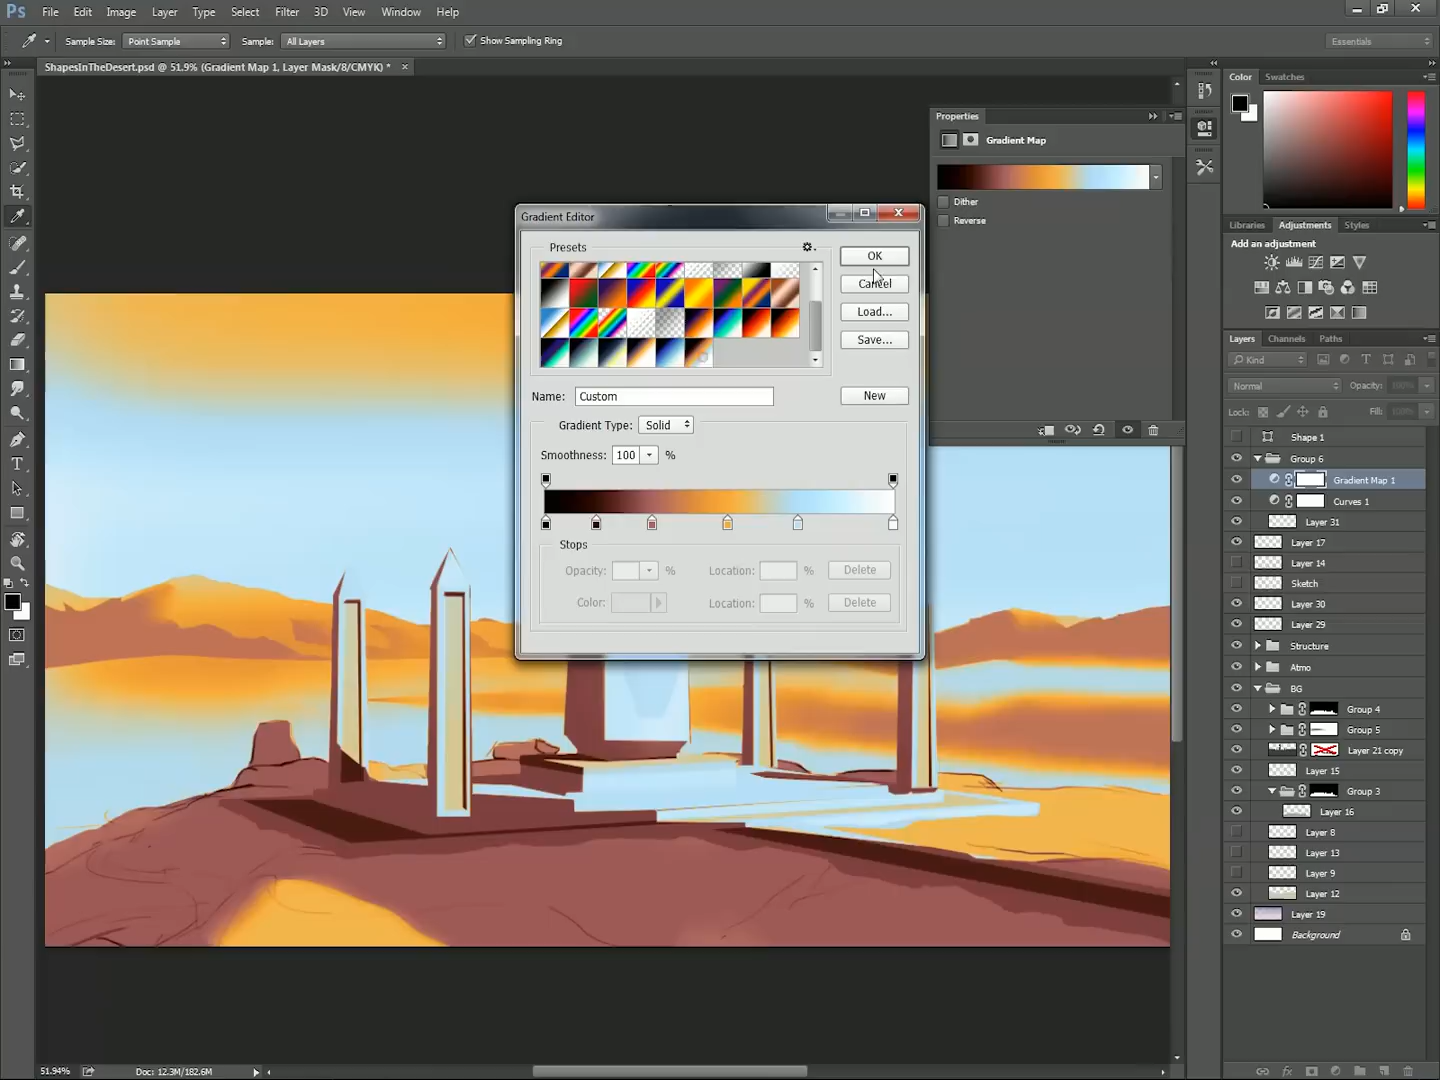 Ps File Edit Image Layer Type Select Filter 3D View Window Help
Sample Size: Point Sample Sample: All Layers Show Sampling Ring Essentials
ShapesInTheDesert.psd @ 51.9% (Gradient Map 1, Layer Mask/8/CMYK) * ×
Properties
Gradient Map
Dither
Reverse
Gradient Editor
Presets
OK
Cancel
Load...
Save...
Name: Custom
New
Gradient Type: Solid
Smoothness: 100 %
Stops
Opacity: % Location: % Delete
Color: Location: % Delete
Color Swatches
Libraries Adjustments Styles
Add an adjustment
Layers Channels Paths
Kind
Normal Opacity: 100%
Lock: Fill: 100%
Shape 1
Group 6
Gradient Map 1
Curves 1
Layer 31
Layer 17
Layer 14
Sketch
Layer 30
Layer 29
Structure
Atmo
BG
Group 4
Group 5
Layer 21 copy
Layer 15
Group 3
Layer 16
Layer 8
Layer 13
Layer 9
Layer 12
Layer 19
Background
51.94% Doc: 12.3M/182.6M